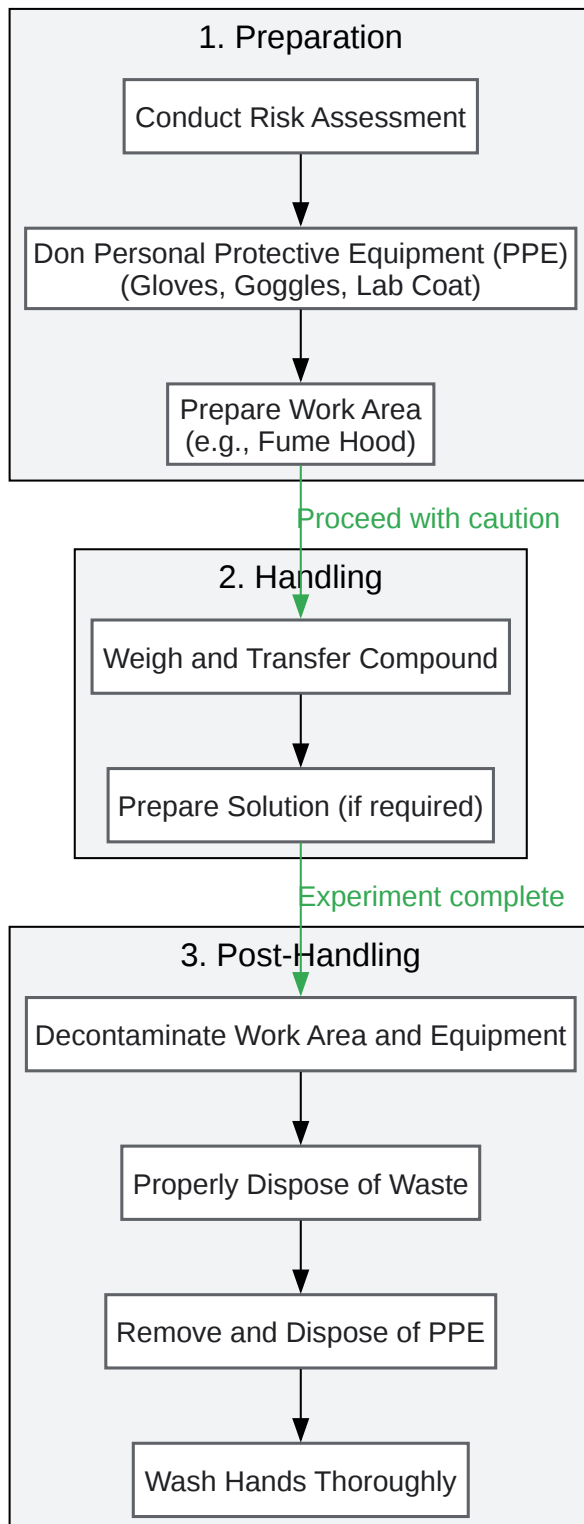 1. Preparation
Conduct Risk Assessment
Don Personal Protective Equipment (PPE)
(Gloves, Goggles, Lab Coat)
Prepare Work Area
(e.g., Fume Hood)
Proceed with caution
2. Handling
Weigh and Transfer Compound
Prepare Solution (if required)
Experiment complete
3. Post-Handling
Decontaminate Work Area and Equipment
Properly Dispose of Waste
Remove and Dispose of PPE
Wash Hands Thoroughly